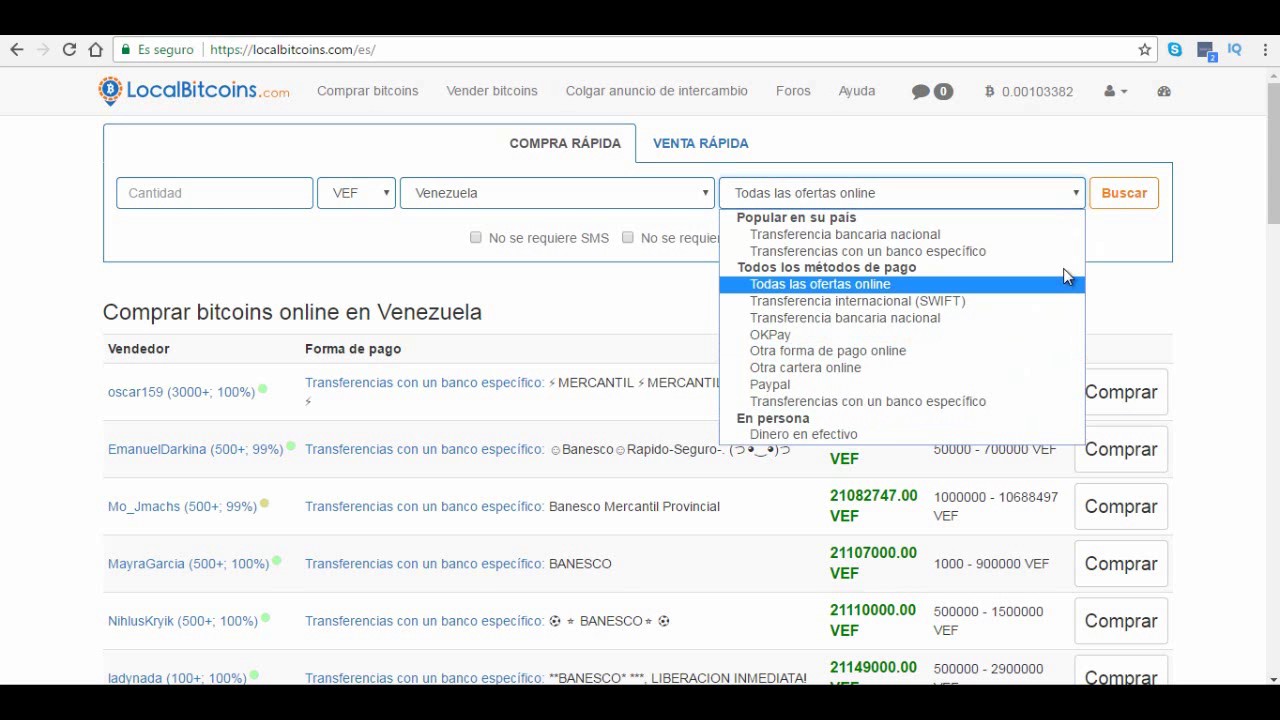 Es seguro
https://localbitcoins.com/es/
2
IQ
LocalBitcoins.com
Comprar bitcoins
Vender bitcoins
Colgar anuncio de intercambio
Foros
Ayuda
0
0.00103382
COMPRA RÁPIDA
VENTA RÁPIDA
Cantidad
VEF
Venezuela
Todas las ofertas online
Buscar
No se requiere SMS
No se requie
Popular en su país
Transferencia bancaria nacional
Transferencias con un banco específico
Todos los métodos de pago
Todas las ofertas online
Transferencia internacional (SWIFT)
Transferencia bancaria nacional
OKPay
Otra forma de pago online
Otra cartera online
Paypal
Transferencias con un banco específico
En persona
Dinero en efectivo
Comprar bitcoins online en Venezuela
Vendedor
Forma de pago
oscar159 (3000+; 100%)
Transferencias con un banco específico: ⚡MERCANTIL ⚡MERCANTIL
⚡
Comprar
EmanuelDarkina (500+; 99%)
Transferencias con un banco específico: ☺Banesco☺Rapido-Seguro-. (っ◕‿◕)っ
VEF
50000 - 700000 VEF
Comprar
Mo_Jmachs (500+; 99%)
Transferencias con un banco específico: Banesco Mercantil Provincial
21082747.00
VEF
1000000 - 10688497
VEF
Comprar
MayraGarcia (500+; 100%)
Transferencias con un banco específico: BANESCO
21107000.00
VEF
1000 - 900000 VEF
Comprar
NihlusKryik (500+; 100%)
Transferencias con un banco específico: ⚽ ⭐ BANESCO⭐ ⚽
21110000.00
VEF
500000 - 1500000
VEF
Comprar
ladynada (100+; 100%)
Transferencias con un banco específico: **BANESCO* ***, LIBERACION INMEDIATA!
21149000.00
VEF
500000 - 2900000
VEF
Comprar